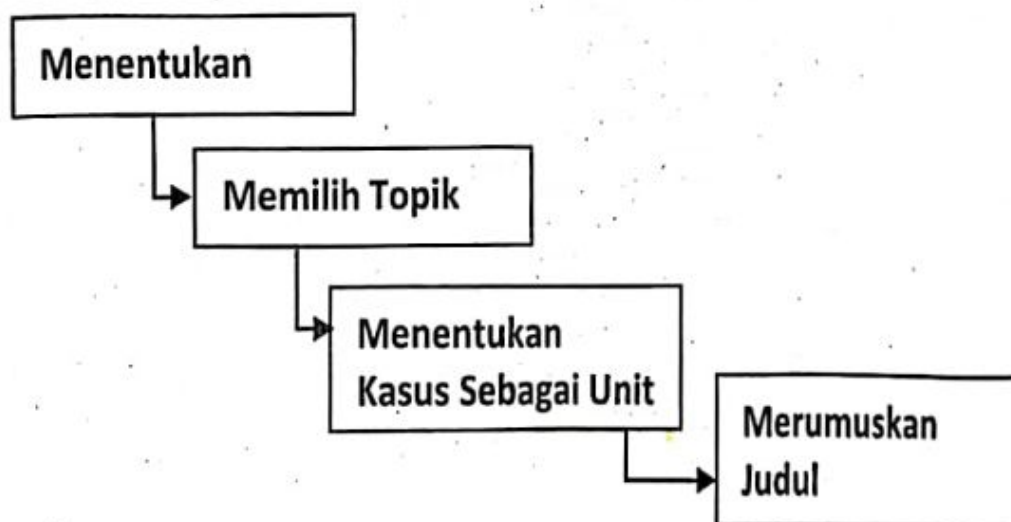 Menentukan
Memilih Topik
Menentukan
Kasus Sebagai Unit
Merumuskan
Judul